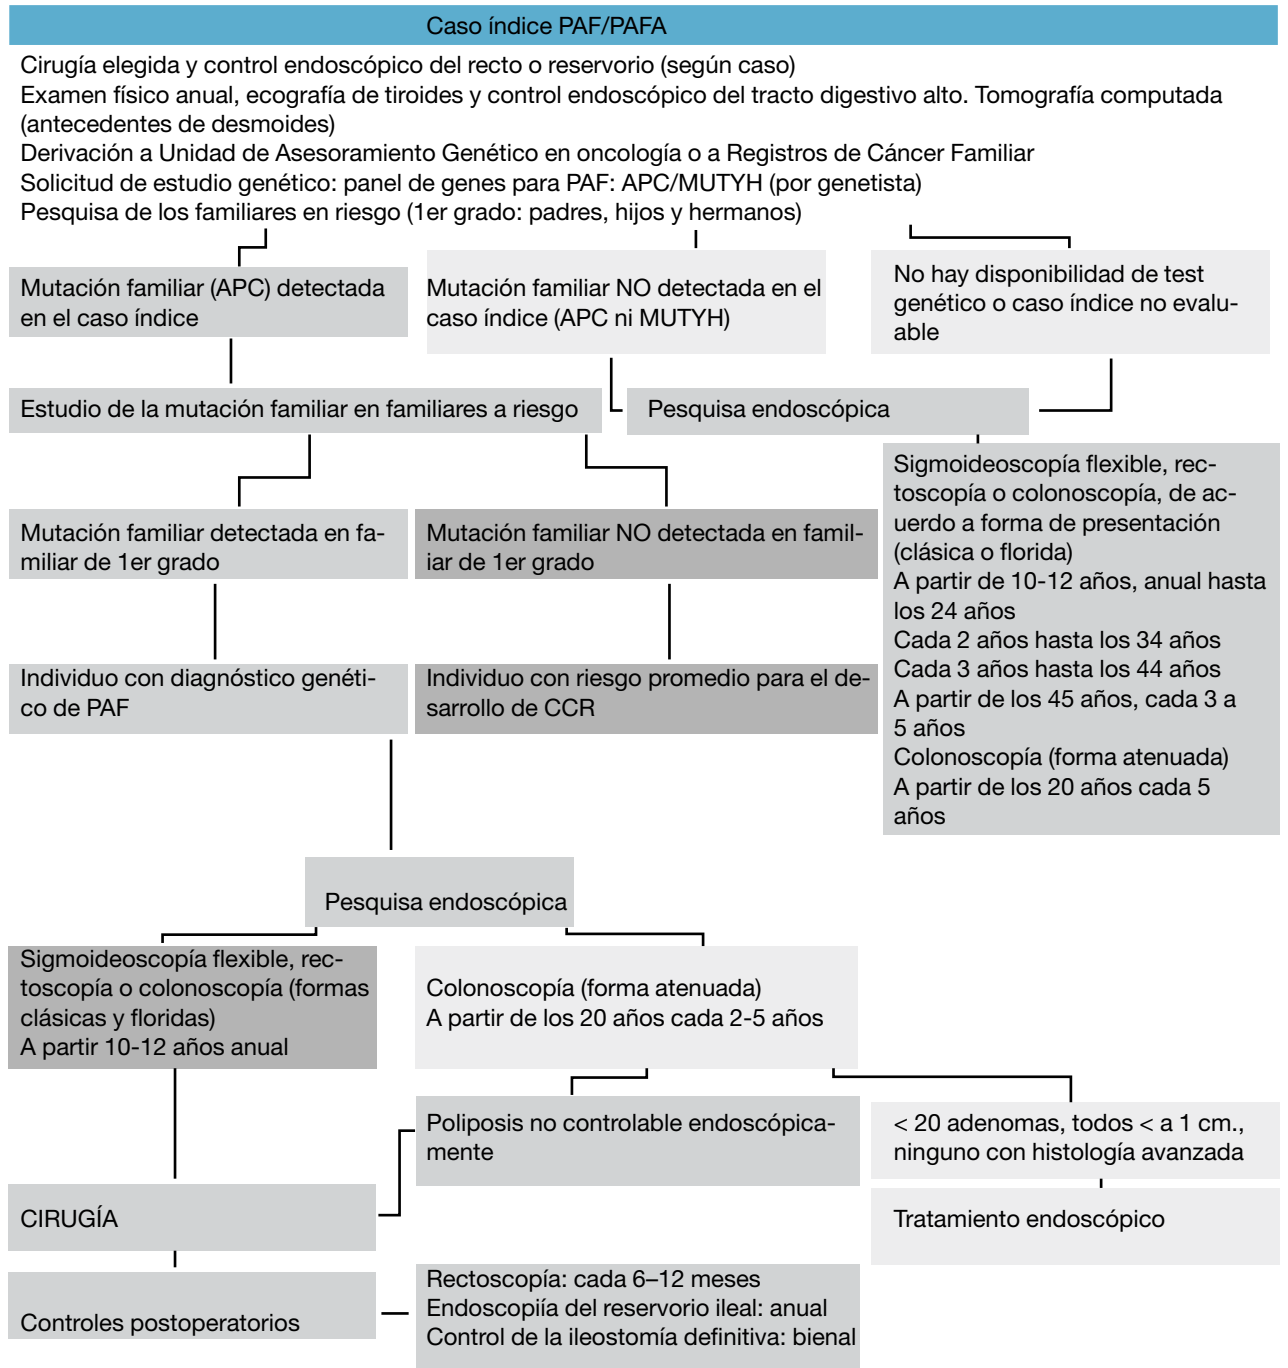 Caso índice PAF/PAFA
Cirugía elegida y control endoscópico del recto o reservorio (según caso)
Examen físico anual, ecografía de tiroides y control endoscópico del tracto digestivo alto. Tomografía computada
(antecedentes de desmoides)
Derivación a Unidad de Asesoramiento Genético en oncología o a Registros de Cáncer Familiar
Solicitud de estudio genético: panel de genes para PAF: APC/MUTYH (por genetista)
Pesquisa de los familiares en riesgo (1er grado: padres, hijos y hermanos)
Mutación familiar (APC) detectada
en el caso índice
Mutación familiar NO detectada en el
caso índice (APC ni MUTYH)
No hay disponibilidad de test
genético o caso índice no evalu-
able
Estudio de la mutación familiar en familiares a riesgo
Pesquisa endoscópica
Sigmoideoscopía flexible, rec-
toscopía o colonoscopía, de ac-
uerdo a forma de presentación
(clásica o florida)
A partir de 10-12 años, anual hasta
los 24 años
Cada 2 años hasta los 34 años
Cada 3 años hasta los 44 años
A partir de los 45 años, cada 3 a
5 años
Colonoscopía (forma atenuada)
A partir de los 20 años cada 5
años
Mutación familiar detectada en fa-
miliar de 1er grado
Mutación familiar NO detectada en famil-
iar de 1er grado
Individuo con diagnóstico genéti-
co de PAF
Individuo con riesgo promedio para el de-
sarrollo de CCR
Pesquisa endoscópica
Sigmoideoscopía flexible, rec-
toscopía o colonoscopía (formas
clásicas y floridas)
A partir 10-12 años anual
Colonoscopía (forma atenuada)
A partir de los 20 años cada 2-5 años
Poliposis no controlable endoscópica-
mente
< 20 adenomas, todos < a 1 cm.,
ninguno con histología avanzada
CIRUGÍA
Tratamiento endoscópico
Controles postoperatorios
Rectoscopía: cada 6–12 meses
Endoscopiía del reservorio ileal: anual
Control de la ileostomía definitiva: bienal